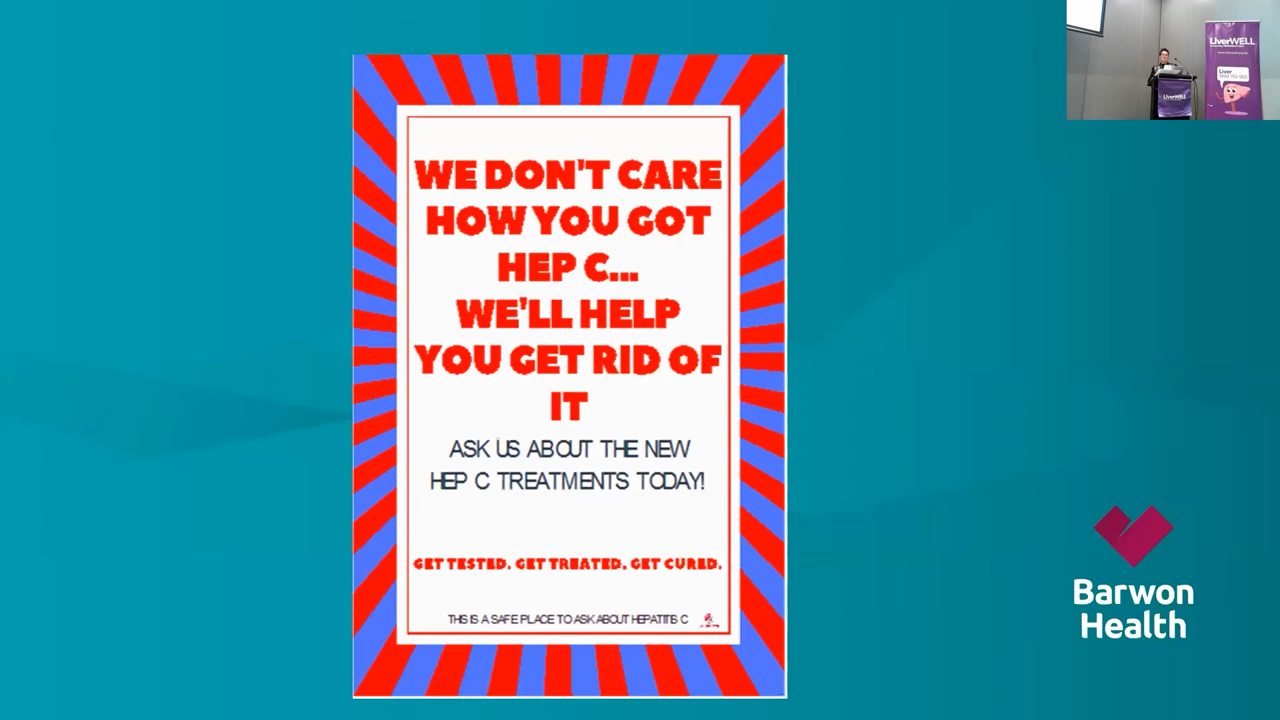 WE DON'T CARE
HOW YOU GOT
HEP C...
WE'LL HELP
YOU GET RID OF
IT
ASK US ABOUT THE NEW
HEP C TREATMENTS TODAY!
GET TESTED. GET TREATED. GET CURED.
THIS IS A SAFE PLACE TO ASK ABOUT HEPATITIS C
Barwon
Health
LiverWELL
Liver
LiverWELL